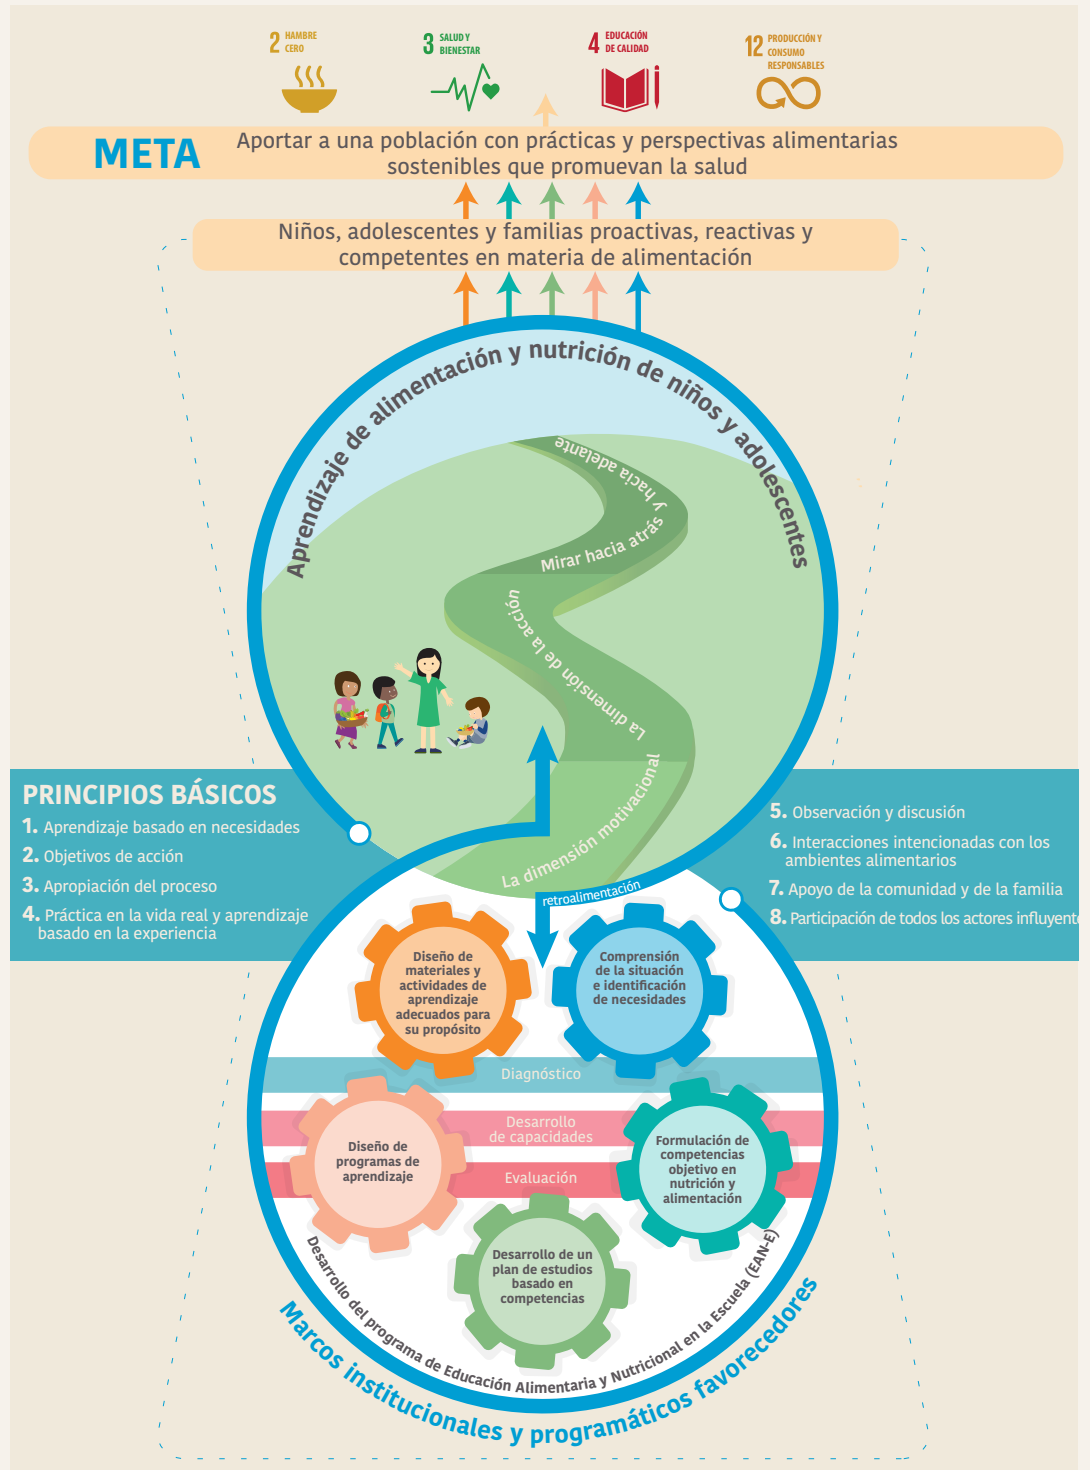 2 HAMBRE
CERO
3 SALUD Y
BIENESTAR
4 EDUCACIÓN
DE CALIDAD
12 PRODUCCIÓN Y
CONSUMO
RESPONSABLES
META
Aportar a una población con prácticas y perspectivas alimentarias
sostenibles que promuevan la salud
Niños, adolescentes y familias proactivas, reactivas y
competentes en materia de alimentación
Aprendizaje de alimentación y nutrición de niños y adolescentes
Mirar hacia atrás
y hacia adelante
La dimensión de la acción
La dimensión motivacional
PRINCIPIOS BÁSICOS
1. Aprendizaje basado en necesidades
2. Objetivos de acción
3. Apropiación del proceso
4. Práctica en la vida real y aprendizaje
basado en la experiencia
5. Observación y discusión
6. Interacciones intencionadas con los
ambientes alimentarios
7. Apoyo de la comunidad y de la familia
8. Participación de todos los actores influyent
retroalimentación
Diseño de
materiales y
actividades de
aprendizaje
adecuados para
su propósito
Comprensión
de la situación
e identificación
de necesidades
Diagnóstico
Desarrollo
de capacidades
Evaluación
Diseño de
programas de
aprendizaje
Formulación de
competencias
objetivo en
nutrición y
alimentación
Desarrollo de un
plan de estudios
basado en
competencias
Desarrollo del programa de Educación Alimentaria y Nutricional en la Escuela (EAN-E)
Marcos institucionales y programáticos favorecedores